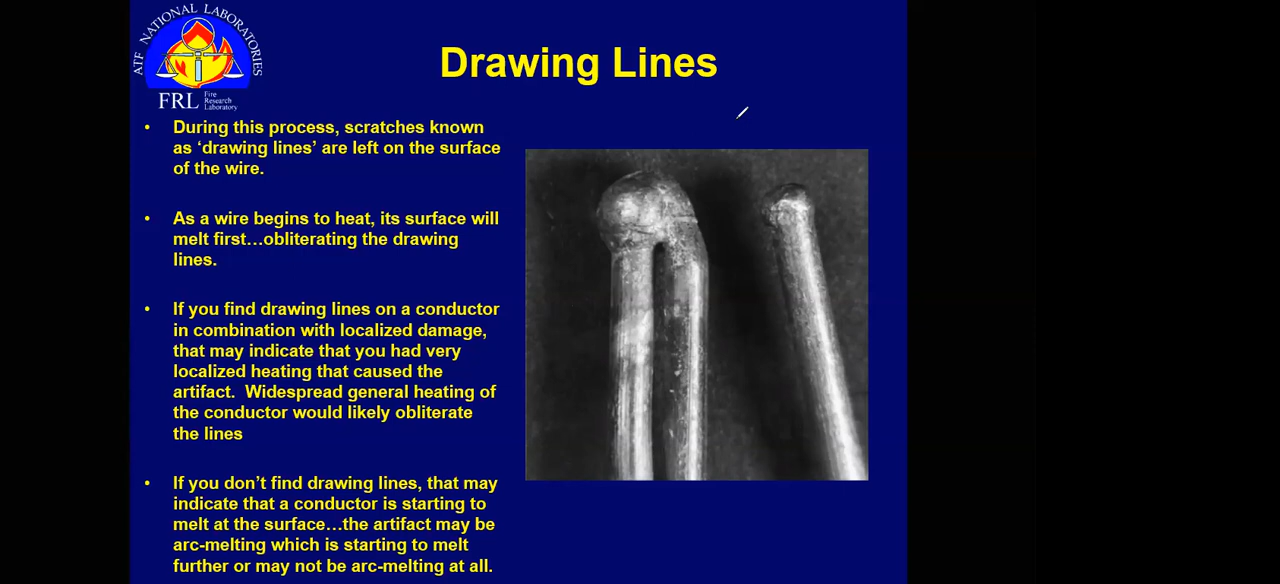 ATF NATIONAL LABORATORIES
FRL Fire
Research
Laboratory
Drawing Lines
• During this process, scratches known
as ‘drawing lines’ are left on the surface
of the wire.
• As a wire begins to heat, its surface will
melt first…obliterating the drawing
lines.
• If you find drawing lines on a conductor
in combination with localized damage,
that may indicate that you had very
localized heating that caused the
artifact.  Widespread general heating of
the conductor would likely obliterate
the lines
• If you don’t find drawing lines, that may
indicate that a conductor is starting to
melt at the surface…the artifact may be
arc-melting which is starting to melt
further or may not be arc-melting at all.